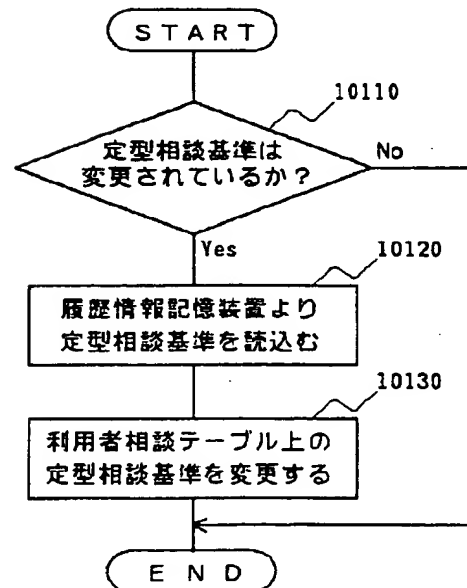 START
10110
定型相談基準は
変更されているか？
No
Yes
10120
履歴情報記憶装置より
定型相談基準を読込む
10130
利用者相談テーブル上の
定型相談基準を変更する
END